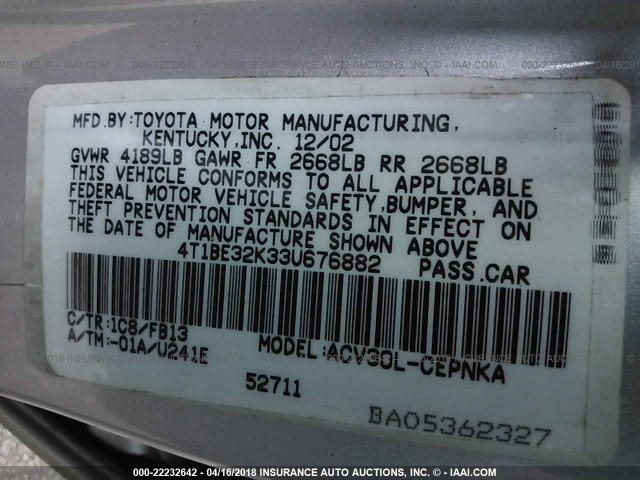 MFD.BY:TOYOTA MOTOR MANUFACTURING,
KENTUCKY,INC. 12/02
GVWR 4189LB GAWR FR 2668LB RR 2668LB
THIS VEHICLE CONFORMS TO ALL APPLICABLE
FEDERAL MOTOR VEHICLE SAFETY,BUMPER, AND
THEFT PREVENTION STANDARDS IN EFFECT ON
THE DATE OF MANUFACTURE SHOWN ABOVE
4T1BE32K33U676882 PASS.CAR
C/TR:1C8/FB13
A/TM:-01A/U241E MODEL:ACV30L-CEPNKA
52711
BA05362327
000-22232642 - 04/16/2018 - INSURANCE AUTO AUCTIONS, INC. - © - IAAI.COM